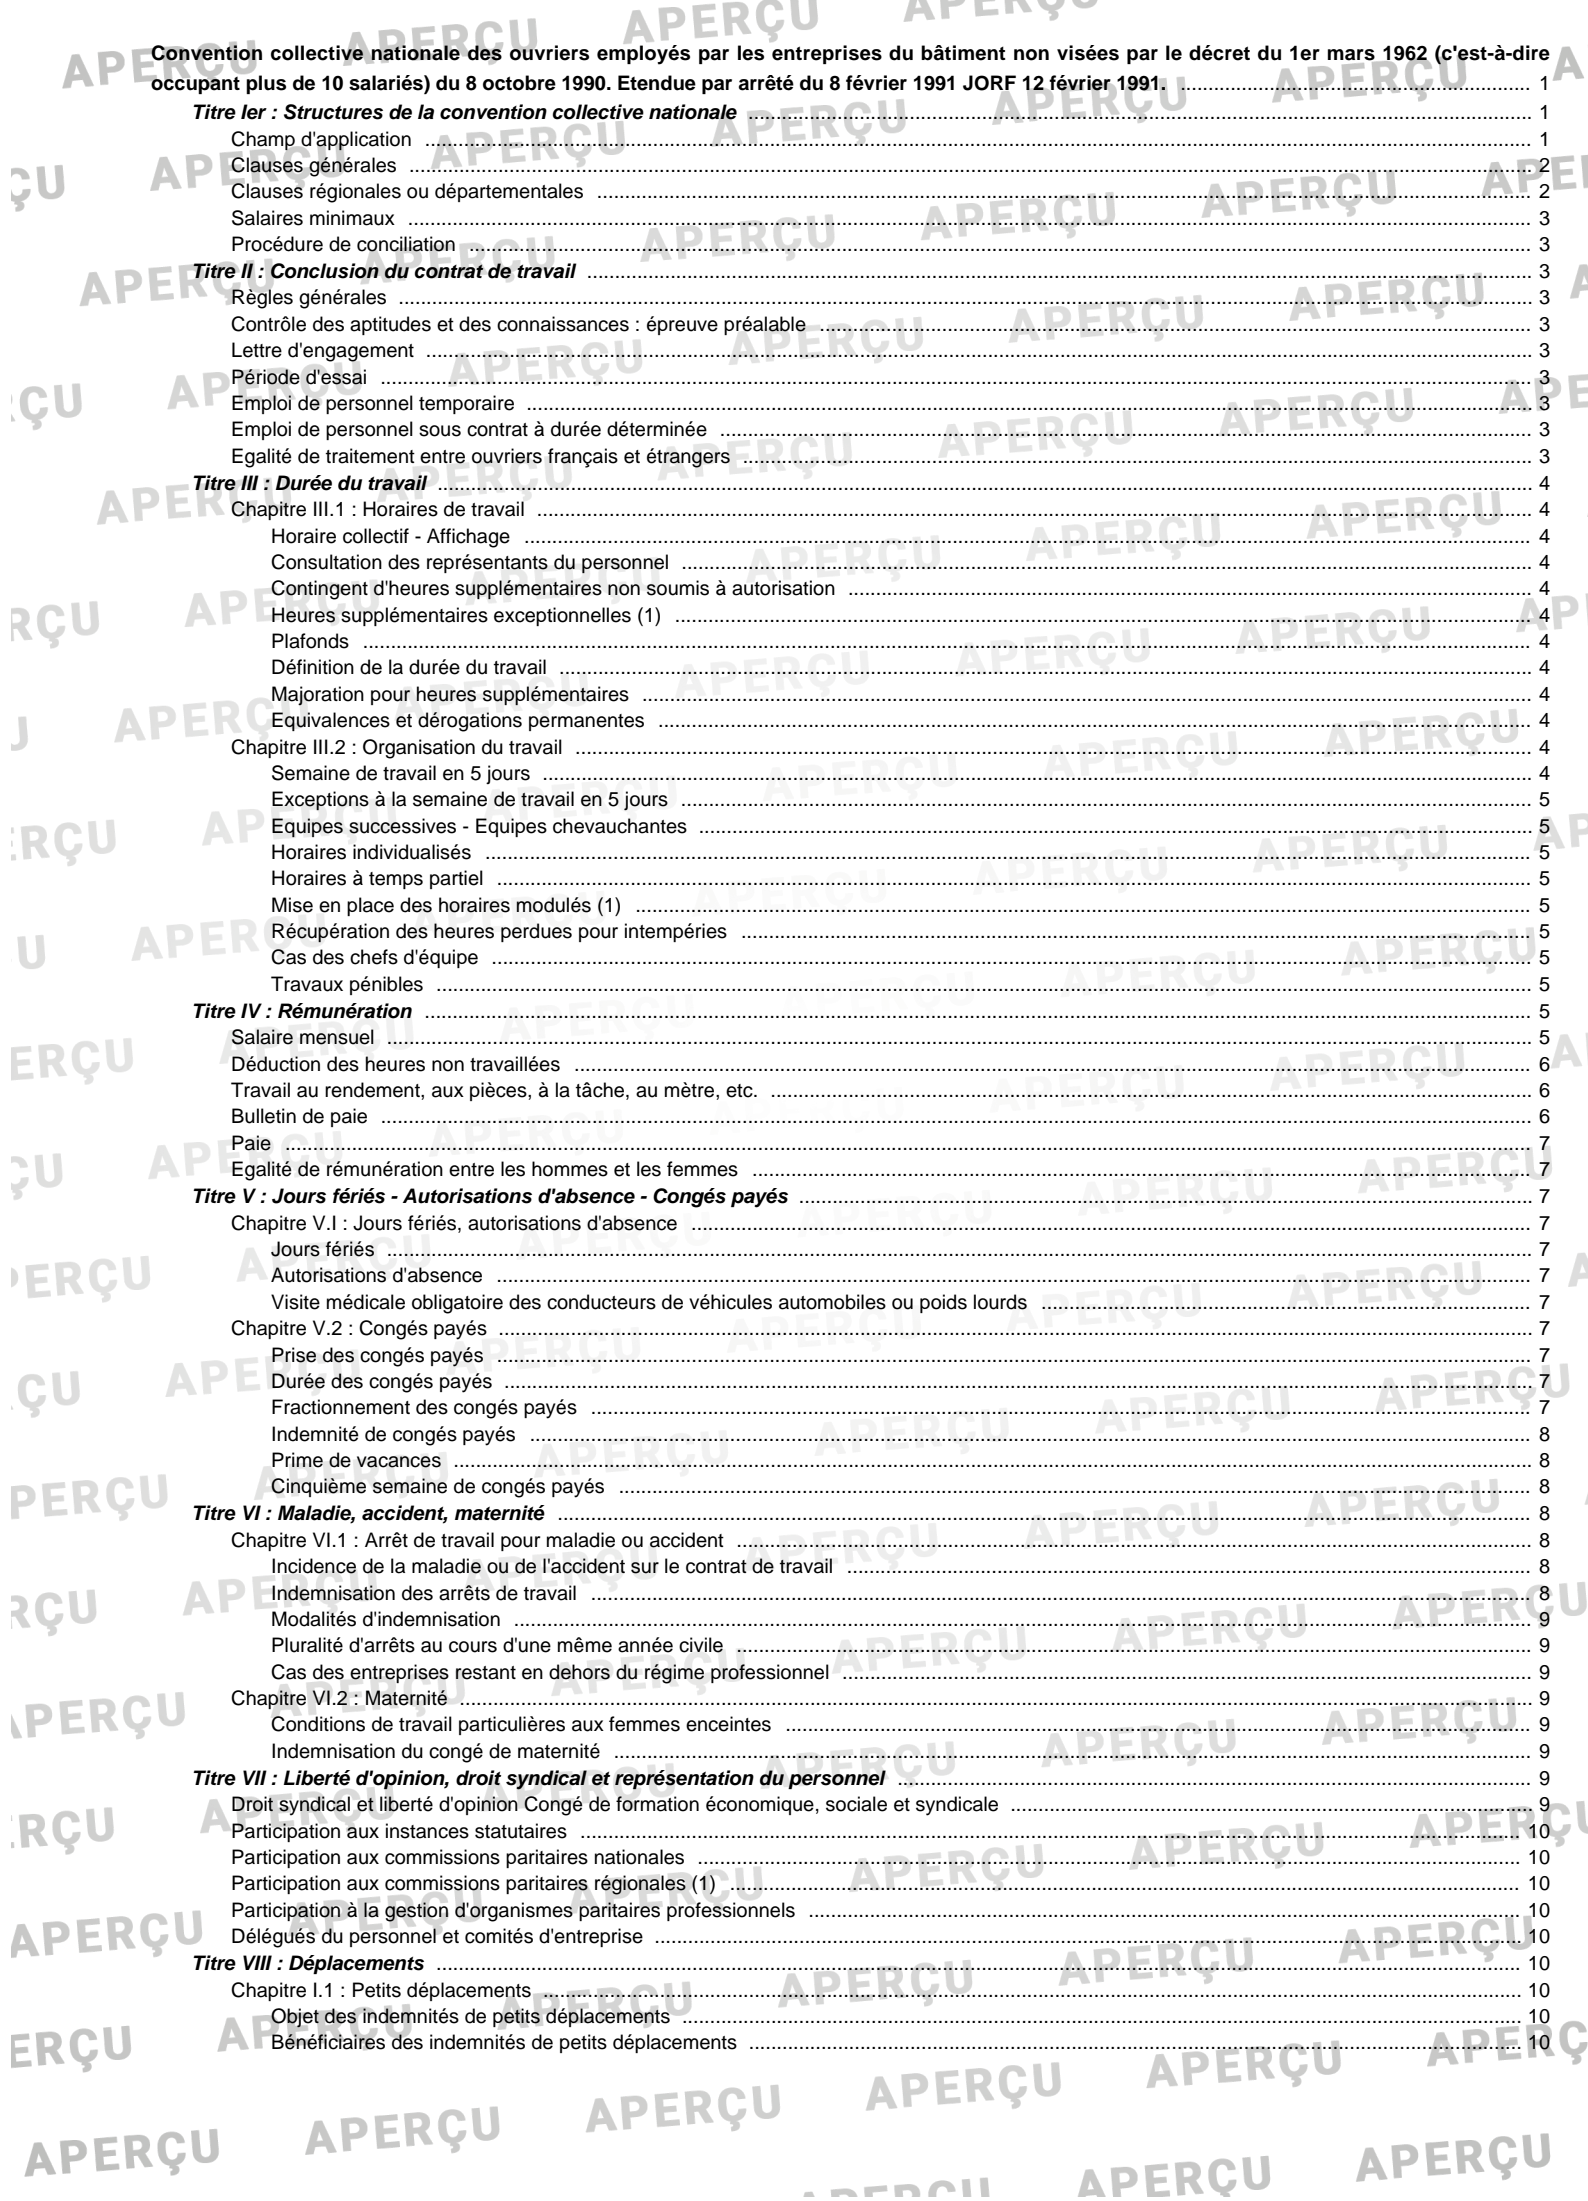 Convention collective nationale des ouvriers employés par les entreprises du bâtiment non visées par le décret du 1er mars 1962 (c'est-à-dire
occupant plus de 10 salariés) du 8 octobre 1990. Etendue par arrêté du 8 février 1991 JORF 12 février 1991. 1
Titre Ier : Structures de la convention collective nationale 1
Champ d'application 1
Clauses générales 2
Clauses régionales ou départementales 2
Salaires minimaux 3
Procédure de conciliation 3
Titre II : Conclusion du contrat de travail 3
Règles générales 3
Contrôle des aptitudes et des connaissances : épreuve préalable 3
Lettre d'engagement 3
Période d'essai 3
Emploi de personnel temporaire 3
Emploi de personnel sous contrat à durée déterminée 3
Egalité de traitement entre ouvriers français et étrangers 3
Titre III : Durée du travail 4
Chapitre III.1 : Horaires de travail 4
Horaire collectif - Affichage 4
Consultation des représentants du personnel 4
Contingent d'heures supplémentaires non soumis à autorisation 4
Heures supplémentaires exceptionnelles (1) 4
Plafonds 4
Définition de la durée du travail 4
Majoration pour heures supplémentaires 4
Equivalences et dérogations permanentes 4
Chapitre III.2 : Organisation du travail 4
Semaine de travail en 5 jours 4
Exceptions à la semaine de travail en 5 jours 5
Equipes successives - Equipes chevauchantes 5
Horaires individualisés 5
Horaires à temps partiel 5
Mise en place des horaires modulés (1) 5
Récupération des heures perdues pour intempéries 5
Cas des chefs d'équipe 5
Travaux pénibles 5
Titre IV : Rémunération 5
Salaire mensuel 5
Déduction des heures non travaillées 6
Travail au rendement, aux pièces, à la tâche, au mètre, etc. 6
Bulletin de paie 6
Paie 7
Egalité de rémunération entre les hommes et les femmes 7
Titre V : Jours fériés - Autorisations d'absence - Congés payés 7
Chapitre V.I : Jours fériés, autorisations d'absence 7
Jours fériés 7
Autorisations d'absence 7
Visite médicale obligatoire des conducteurs de véhicules automobiles ou poids lourds 7
Chapitre V.2 : Congés payés 7
Prise des congés payés 7
Durée des congés payés 7
Fractionnement des congés payés 7
Indemnité de congés payés 8
Prime de vacances 8
Cinquième semaine de congés payés 8
Titre VI : Maladie, accident, maternité 8
Chapitre VI.1 : Arrêt de travail pour maladie ou accident 8
Incidence de la maladie ou de l'accident sur le contrat de travail 8
Indemnisation des arrêts de travail 8
Modalités d'indemnisation 9
Pluralité d'arrêts au cours d'une même année civile 9
Cas des entreprises restant en dehors du régime professionnel 9
Chapitre VI.2 : Maternité 9
Conditions de travail particulières aux femmes enceintes 9
Indemnisation du congé de maternité 9
Titre VII : Liberté d'opinion, droit syndical et représentation du personnel 9
Droit syndical et liberté d'opinion Congé de formation économique, sociale et syndicale 9
Participation aux instances statutaires 10
Participation aux commissions paritaires nationales 10
Participation aux commissions paritaires régionales (1) 10
Participation à la gestion d'organismes paritaires professionnels 10
Délégués du personnel et comités d'entreprise 10
Titre VIII : Déplacements 10
Chapitre I.1 : Petits déplacements 10
Objet des indemnités de petits déplacements 10
Bénéficiaires des indemnités de petits déplacements 10
APERÇU